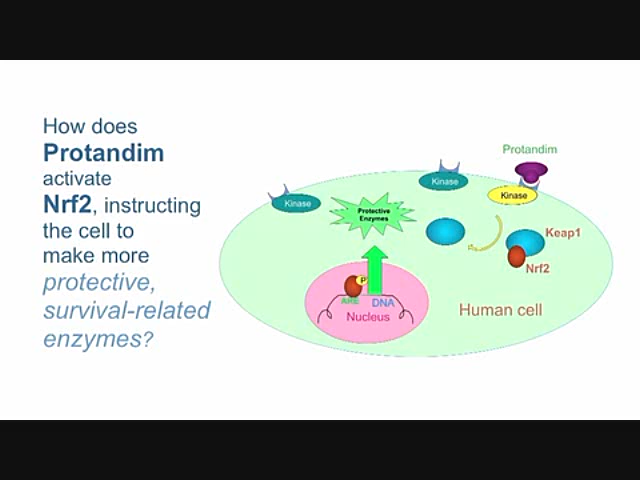 How does
Protandim
activate
Nrf2, instructing
the cell to
make more
protective,
survival-related
enzymes?
Protandim
Kinase
Kinase
Kinase
Protective
Enzymes
Keap1
Nrf2
P
ARE
DNA
Nucleus
Human cell